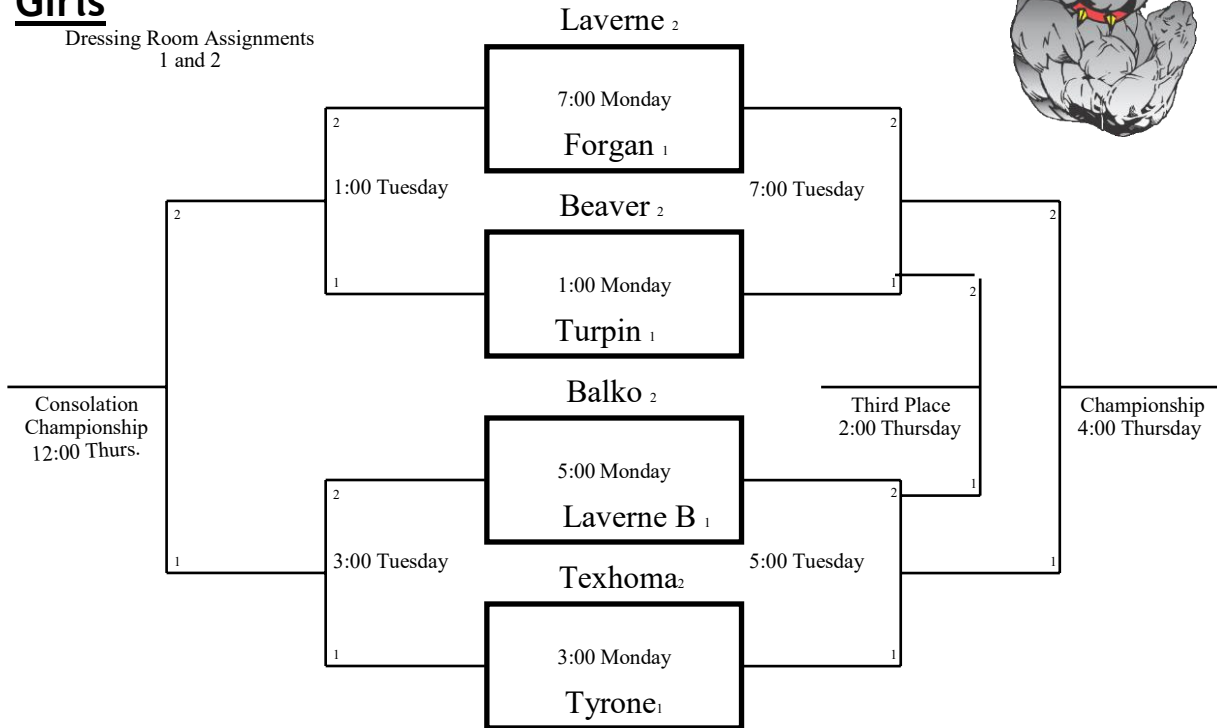 Girls
Dressing Room Assignments
1 and 2
Laverne 2
7:00 Monday
Forgan 1
2
2
1:00 Tuesday
7:00 Tuesday
Beaver 2
2
2
1:00 Monday
1
1
2
Turpin 1
Balko 2
Consolation
Championship
12:00 Thurs.
Third Place
2:00 Thursday
Championship
4:00 Thursday
5:00 Monday
2
2
1
Laverne B 1
3:00 Tuesday
5:00 Tuesday
1
1
Texhoma2
3:00 Monday
1
1
Tyrone1